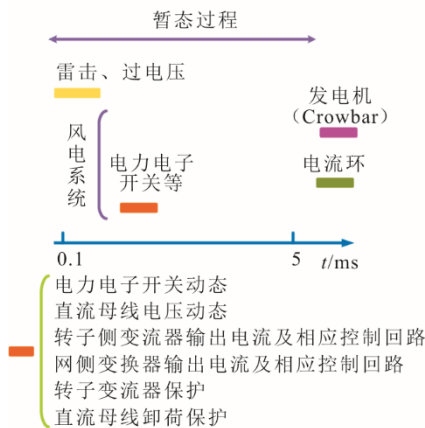 暂态过程
雷击、过电压
发电机
（Crowbar）
风电系统
电力电子
开关等
电流环
0.1
5
t/ms
电力电子开关动态
直流母线电压动态
转子侧变流器输出电流及相应控制回路
网侧变换器输出电流及相应控制回路
转子变流器保护
直流母线卸荷保护